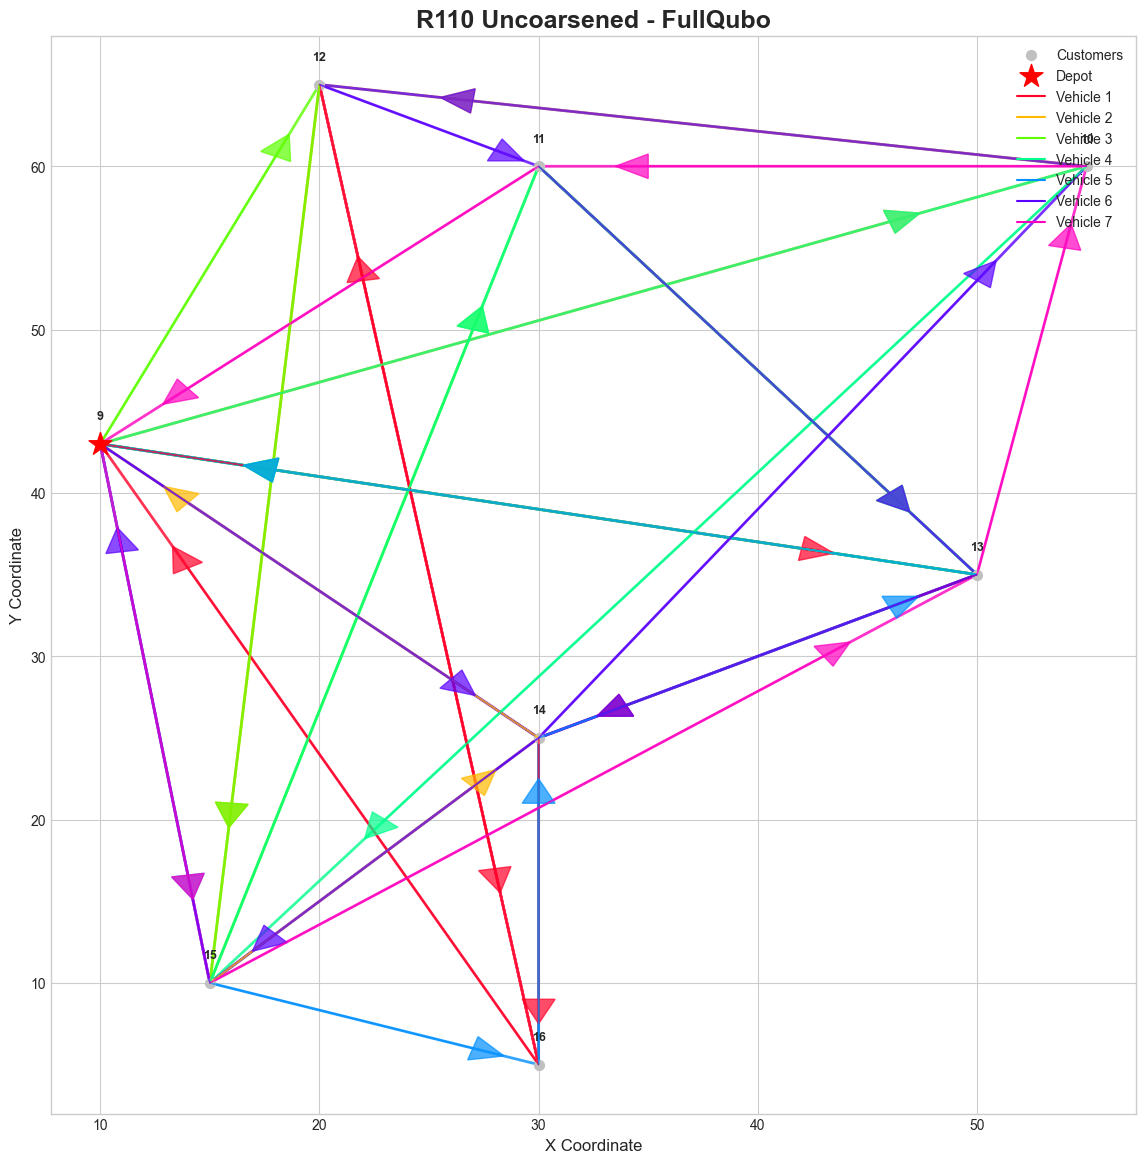 R110 Uncoarsened - FullQubo
Customers
Depot
Vehicle 1
Vehicle 2
Vehicle 3
Vehicle 4
Vehicle 5
Vehicle 6
Vehicle 7
12
11
10
9
13
14
15
16
60
50
40
30
20
10
Y Coordinate
10
20
30
40
50
X Coordinate